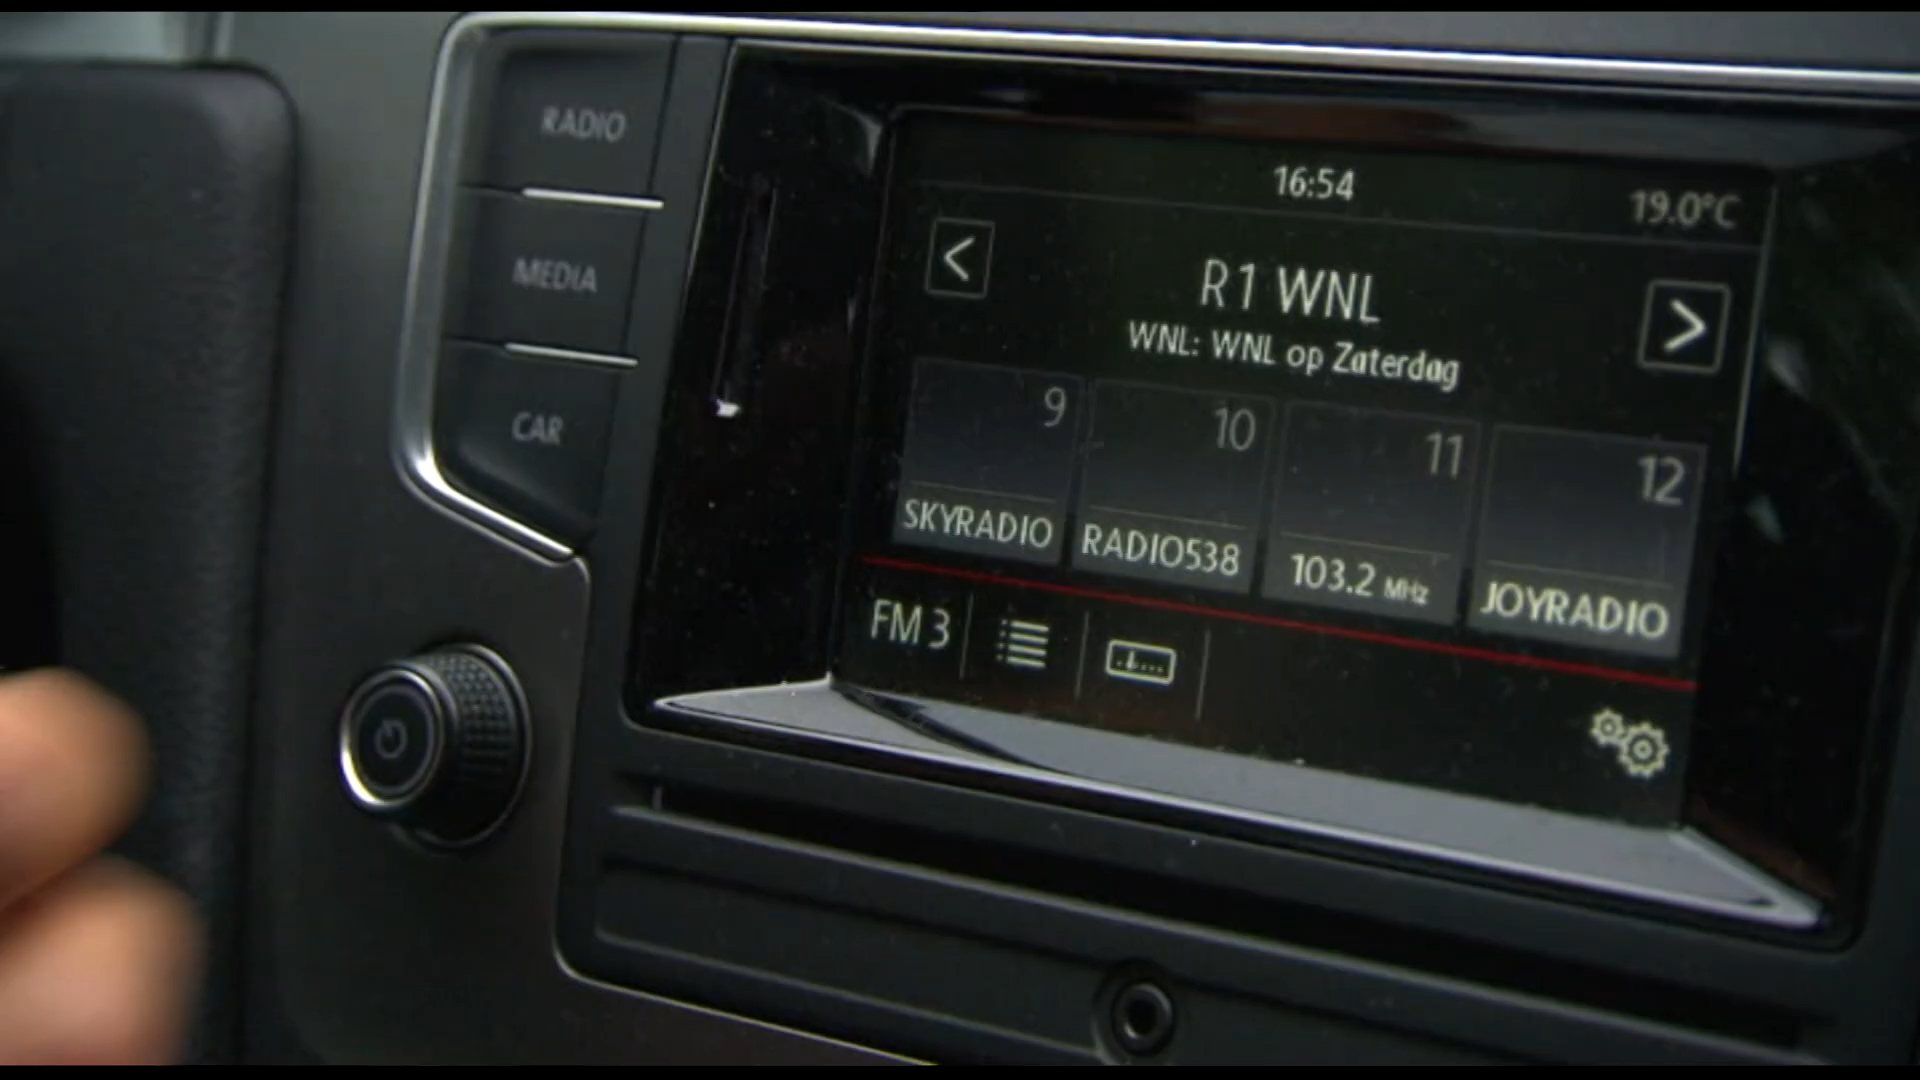 RADIO
MEDIA
CAR
16:54
19.0°C
R1 WNL
WNL: WNL op Zaterdag
9
10
11
12
SKYRADIO
RADIO538
103.2 MHz
JOYRADIO
FM 3